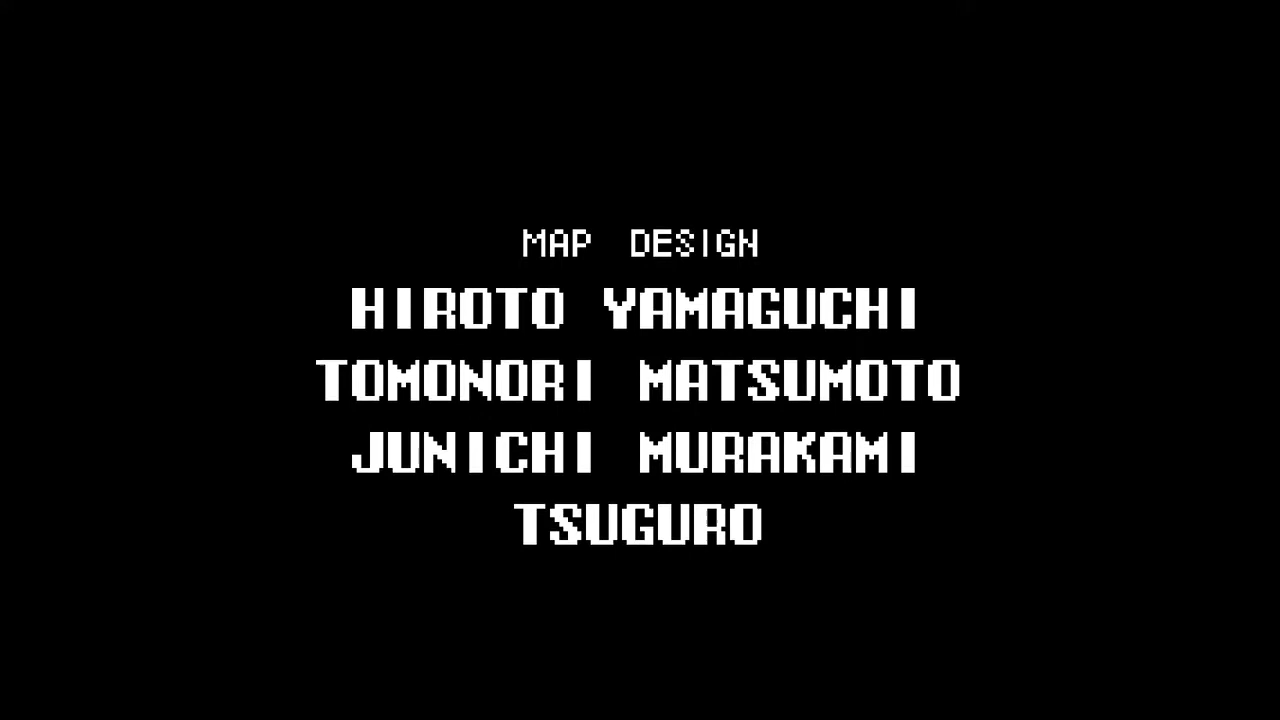 MAP DESIGN
HIROTO YAMAGUCHI
TOMONORI MATSUMOTO
JUNICHI MURAKAMI
TSUGURO